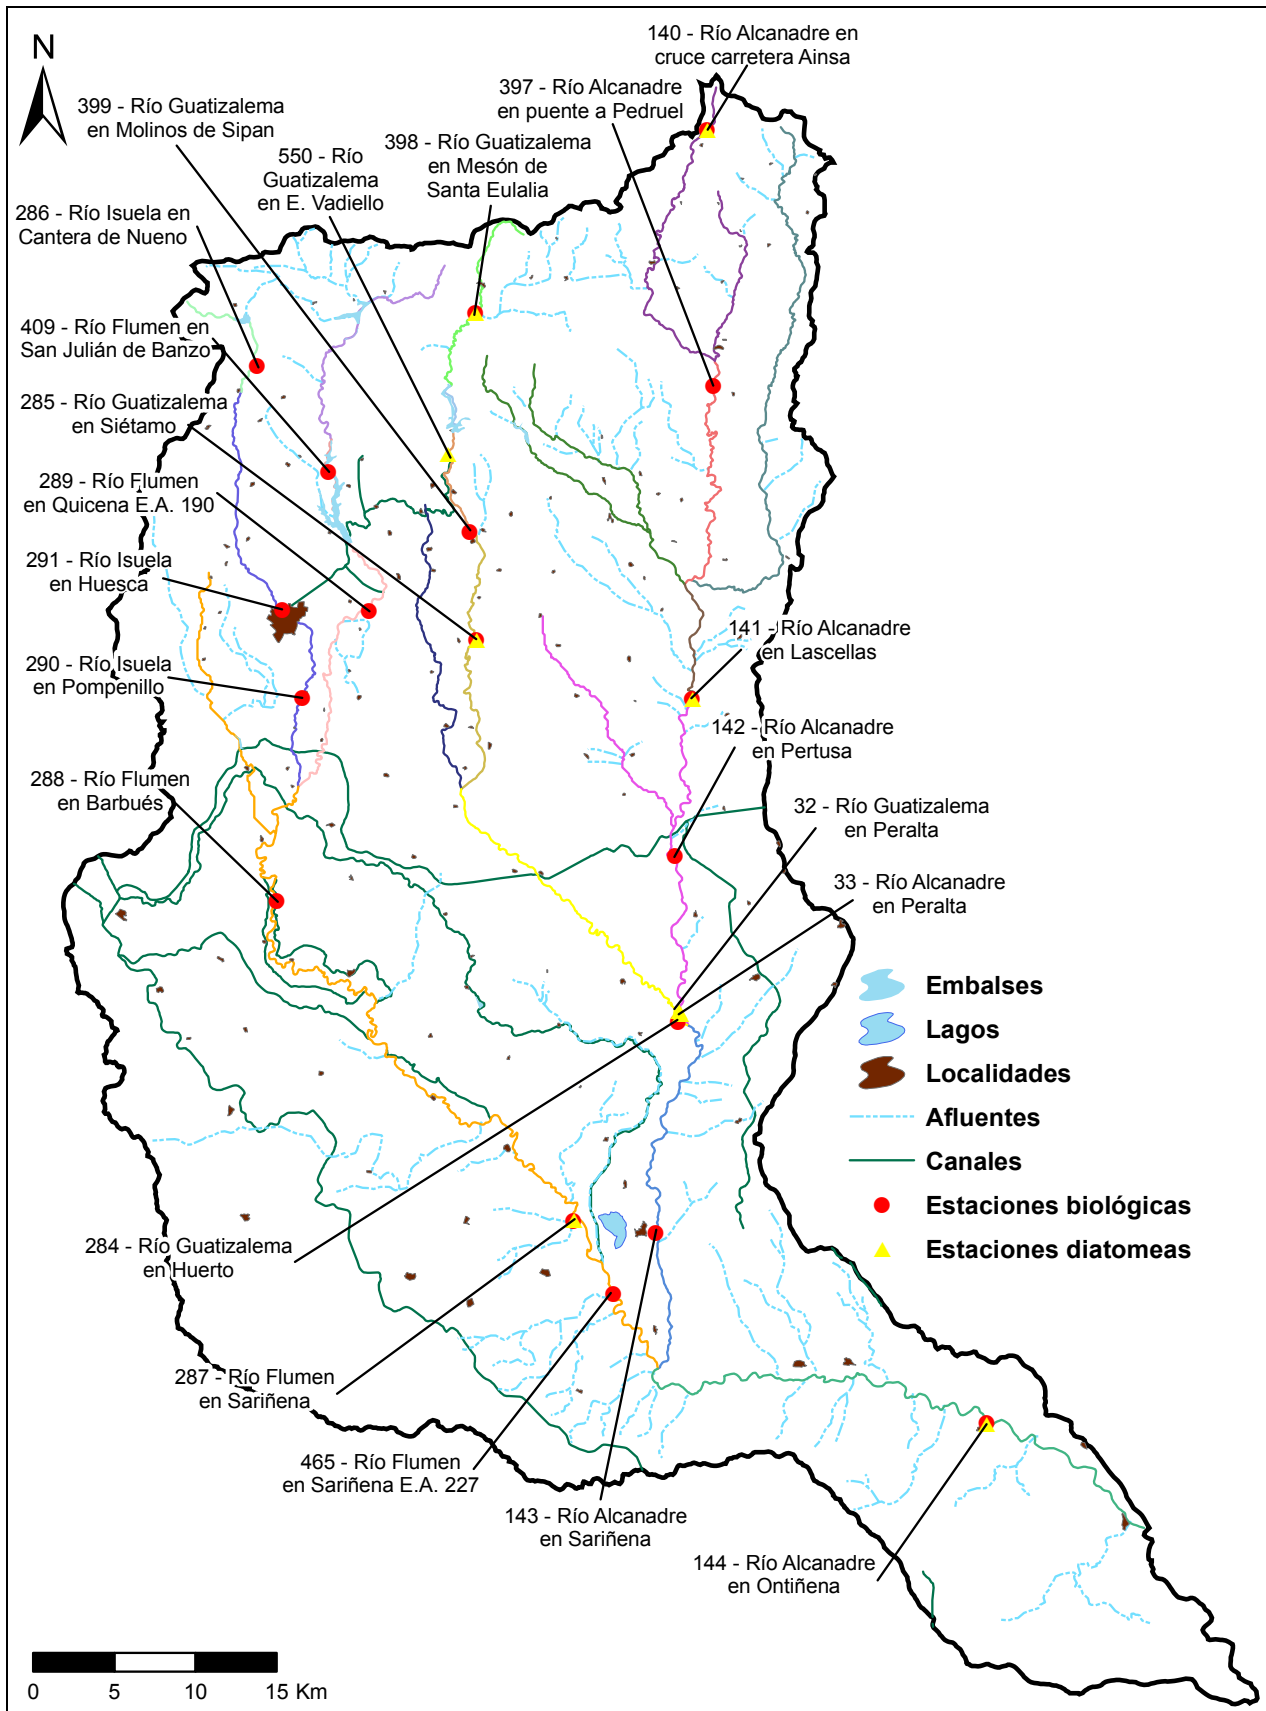 N
140 - Río Alcanadre en
cruce carretera Ainsa
397 - Río Alcanadre
en puente a Pedruel
399 - Río Guatizalema
en Molinos de Sipan
398 - Río Guatizalema
en Mesón de
Santa Eulalia
550 - Río
Guatizalema
en E. Vadiello
286 - Río Isuela en
Cantera de Nueno
409 - Río Flumen en
San Julián de Banzo
285 - Río Guatizalema
en Siétamo
289 - Río Flumen
en Quicena E.A. 190
291 - Río Isuela
en Huesca
141 - Río Alcanadre
en Lascellas
290 - Río Isuela
en Pompenillo
142 - Río Alcanadre
en Pertusa
288 - Río Flumen
en Barbués
32 - Río Guatizalema
en Peralta
33 - Río Alcanadre
en Peralta
Embalses
Lagos
Localidades
Afluentes
Canales
Estaciones biológicas
Estaciones diatomeas
284 - Río Guatizalema
en Huerto
287 - Río Flumen
en Sariñena
465 - Río Flumen
en Sariñena E.A. 227
143 - Río Alcanadre
en Sariñena
144 - Río Alcanadre
en Ontiñena
0 5 10 15 Km